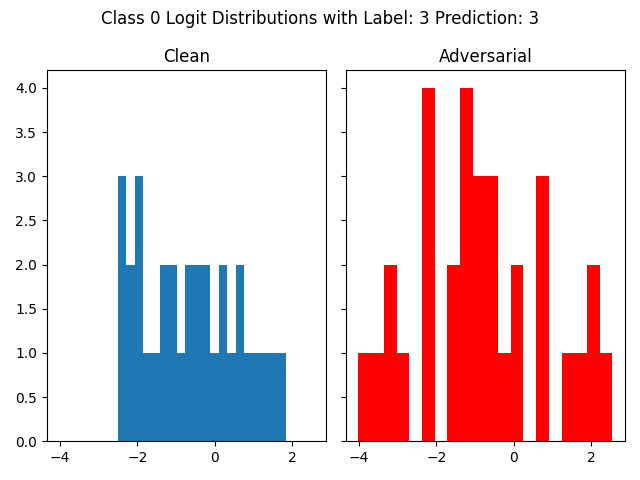 Class 0 Logit Distributions with Label: 3 Prediction: 3
Clean
Adversarial
4.0
3.5
3.0
2.5
2.0
1.5
1.0
0.5
0.0
−4 −2 0 2
−4 −2 0 2